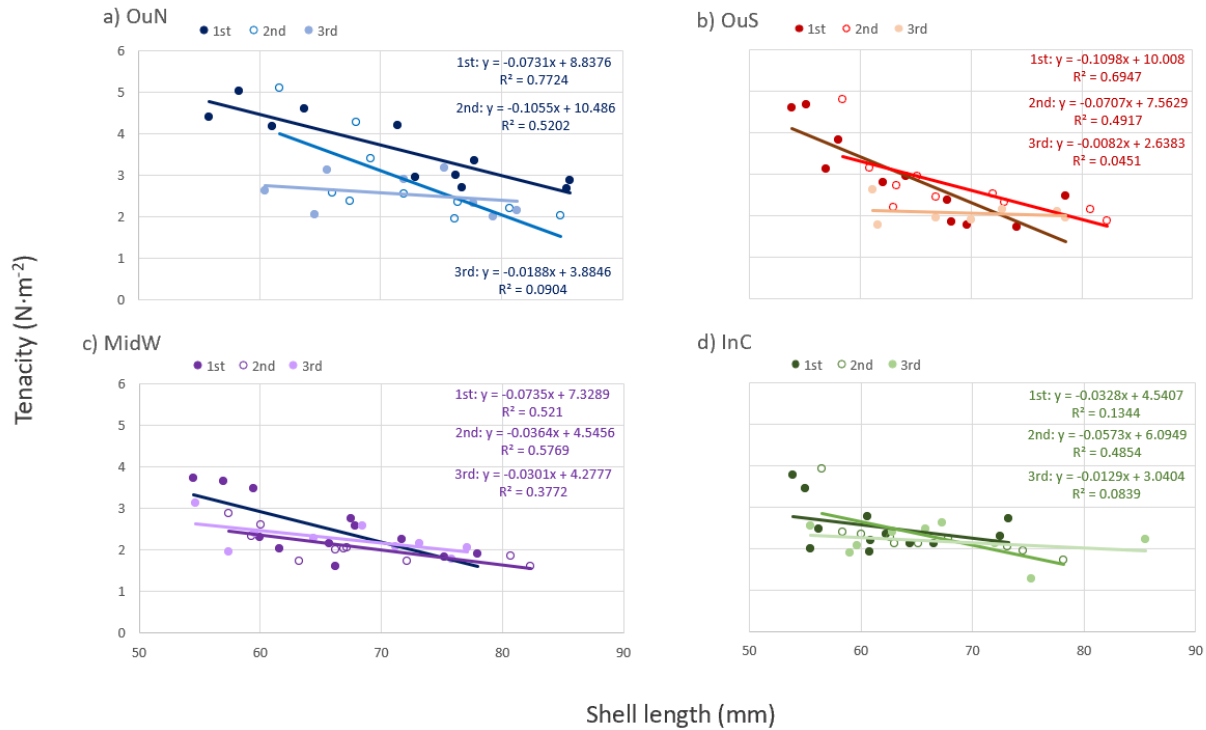 a) OuN
1st 2nd 3rd
6
5
4
3
2
1
0
1st: y = -0.0731x + 8.8376
R² = 0.7724
2nd: y = -0.1055x + 10.486
R² = 0.5202
3rd: y = -0.0188x + 3.8846
R² = 0.0904
b) OuS
1st 2nd 3rd
1st: y = -0.1098x + 10.008
R² = 0.6947
2nd: y = -0.0707x + 7.5629
R² = 0.4917
3rd: y = -0.0082x + 2.6383
R² = 0.0451
Tenacity (N·m⁻²)
c) MidW
1st 2nd 3rd
6
5
4
3
2
1
0
1st: y = -0.0735x + 7.3289
R² = 0.521
2nd: y = -0.0364x + 4.5456
R² = 0.5769
3rd: y = -0.0301x + 4.2777
R² = 0.3772
50 60 70 80 90
d) InC
1st 2nd 3rd
1st: y = -0.0328x + 4.5407
R² = 0.1344
2nd: y = -0.0573x + 6.0949
R² = 0.4854
3rd: y = -0.0129x + 3.0404
R² = 0.0839
50 60 70 80 90
Shell length (mm)